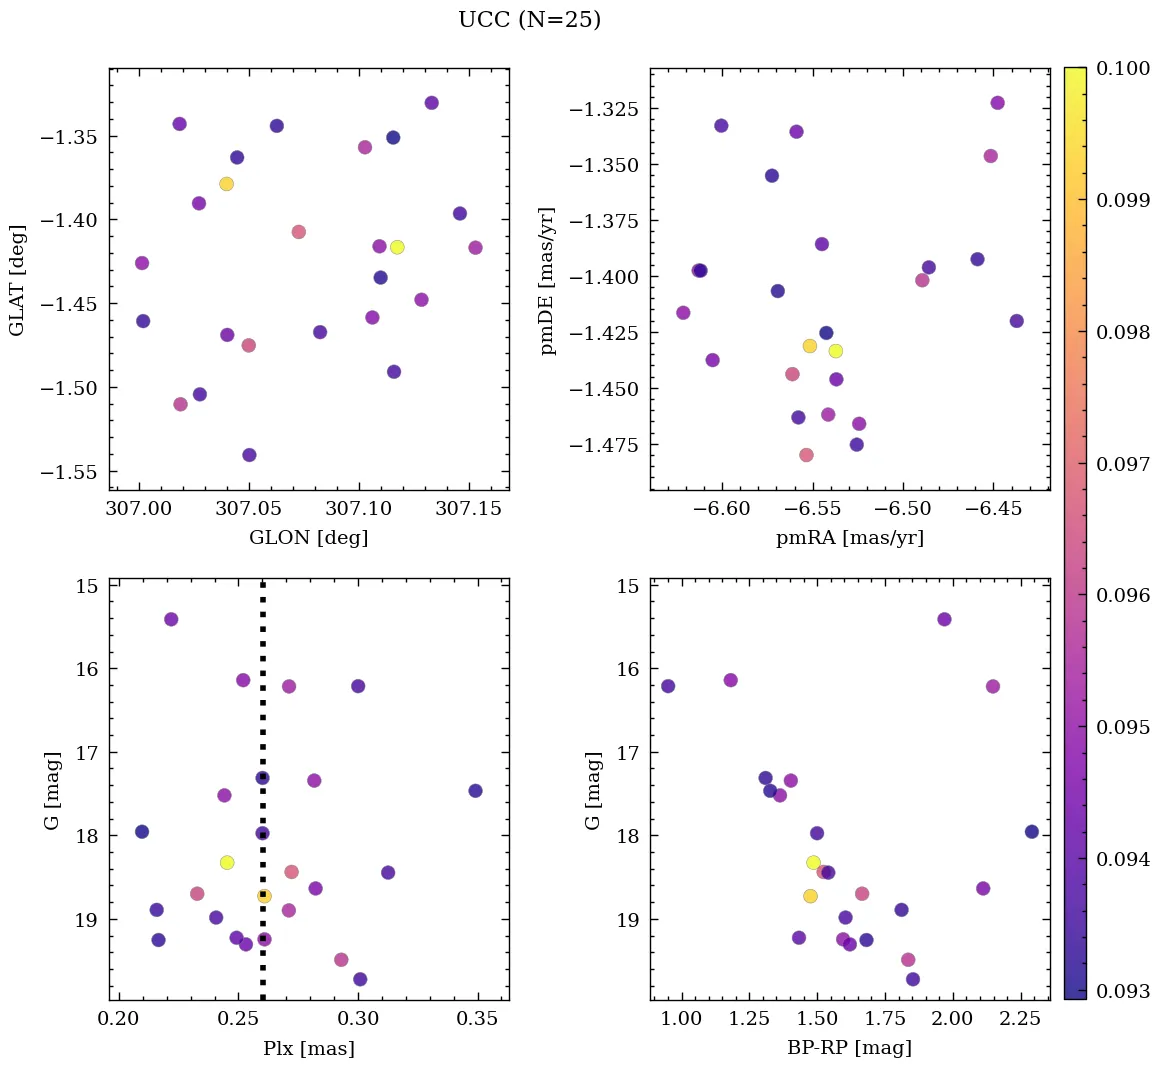 UCC (N=25)
−1.35
−1.40
−1.45
−1.50
−1.55
GLAT [deg]
307.00 307.05 307.10 307.15
GLON [deg]
−1.325
−1.350
−1.375
−1.400
−1.425
−1.450
−1.475
pmDE [mas/yr]
−6.60 −6.55 −6.50 −6.45
pmRA [mas/yr]
15
16
17
18
19
G [mag]
0.20 0.25 0.30 0.35
Plx [mas]
15
16
17
18
19
G [mag]
1.00 1.25 1.50 1.75 2.00 2.25
BP-RP [mag]
0.100
0.099
0.098
0.097
0.096
0.095
0.094
0.093